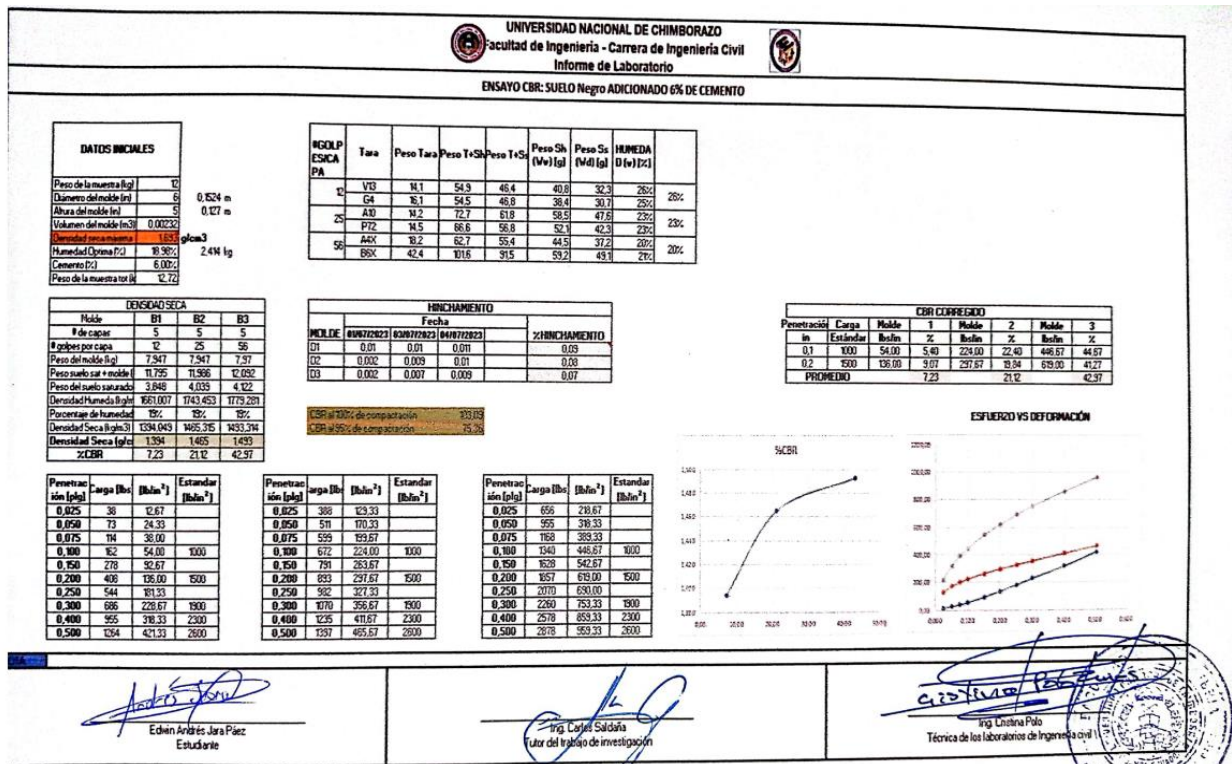 UNIVERSIDAD NACIONAL DE CHIMBORAZO
Facultad de Ingeniería - Carrera de Ingeniería Civil
Informe de Laboratorio
ENSAYO CBR: SUELO Negro ADICIONADO 6% DE CEMENTO
DATOS INICIALES
Peso de la muestra (kg) 12
Diámetro del molde (in) 6 0,1524 m
Altura del molde (in) 5 0,127 m
Volumen del molde (m3) 0,00232
Densidad seca máxima g/cm3
Humedad Optima (%) 18.98% 2.414 kg
Cemento (%) 6,00%
Peso de la muestra tot (k 12,72
#GOLPESICAPA Tara Peso Tara Peso T+Sh Peso T+Ss Peso Sh (Wv) [g] Peso Ss (Wd) [g] HUMEDAD (v) [%]
12 V13 14,1 54,9 46,4 40,8 32,3 26% 26%
G4 16,1 54,5 46,8 38,4 30,7 25%
25 A10 14,2 72,7 61,8 58,5 47,6 23% 23%
P72 14,5 66,6 56,8 52,1 42,3 23%
56 A4X 18,2 62,7 55,4 44,5 37,2 20% 20%
B6X 42,4 101,6 91,5 59,2 49,1 21%
DENSIDAD SECA
Molde B1 B2 B3
# de capas 5 5 5
# golpes por capa 12 25 56
Peso del molde (kg) 7,947 7,947 7,97
Peso suelo sat + molde ( 11,795 11,986 12,092
Peso del suelo saturado 3,848 4,039 4,122
Densidad Humeda (kg/m 1661,007 1743,453 1779,281
Porcentaje de humedad 19% 19% 19%
Densidad Seca (kg/m3) 1394,049 1465,315 1493,314
Densidad Seca (g/c 1,394 1,465 1,493
%CBR 7,23 21,12 42,97
HINCHAMIENTO
Fecha
MOLDE 01/07/2023 03/07/2023 04/07/2023 %HINCHAMIENTO
D1 0,01 0,01 0,011 0,09
D2 0,002 0,009 0,01 0,08
D3 0,002 0,007 0,009 0,07
CBR al 100% de compactación 103,09
CBR al 95% de compactación
CBR CORREGIDO
Penetración in Carga Estándar Molde lbs/in 1 % Molde lbs/in 2 % Molde lbs/in 3 %
0,1 1000 54,00 5,40 224,00 22,40 446,67 44,67
0,2 1500 136,00 9,07 297,67 19,84 619,00 41,27
PROMEDIO 7,23 21,12 42,97
Penetración [plg] Carga [lbs [lb/in²] Estandar [lb/in²]
0,025 38 12,67
0,050 73 24,33
0,075 114 38,00
0,100 162 54,00 1000
0,150 278 92,67
0,200 408 136,00 1500
0,250 544 181,33
0,300 686 228,67 1900
0,400 955 318,33 2300
0,500 1264 421,33 2600
Penetración [plg] arga [lb [lb/in²] Estandar [lb/in²]
0,025 388 129,33
0,050 511 170,33
0,075 599 199,67
0,100 672 224,00 1000
0,150 791 263,67
0,200 893 297,67 1500
0,250 982 327,33
0,300 1070 356,67 1900
0,400 1235 411,67 2300
0,500 1397 465,67 2600
Penetración [plg] Carga [lbs [lb/in²] Estandar [lb/in²]
0,025 656 218,67
0,050 955 318,33
0,075 1168 389,33
0,100 1340 446,67 1000
0,150 1628 542,67
0,200 1857 619,00 1500
0,250 2070 690,00
0,300 2260 753,33 1900
0,400 2578 859,33 2300
0,500 2878 959,33 2600
%CBR
ESFUERZO VS DEFORMACIÓN
Edwin Andrés Jara Páez
Estudiante
Ing. Carlos Saldaña
Tutor del trabajo de investigación
Ing. Cristina Polo
Técnica de los laboratorios de Ingeniería civil